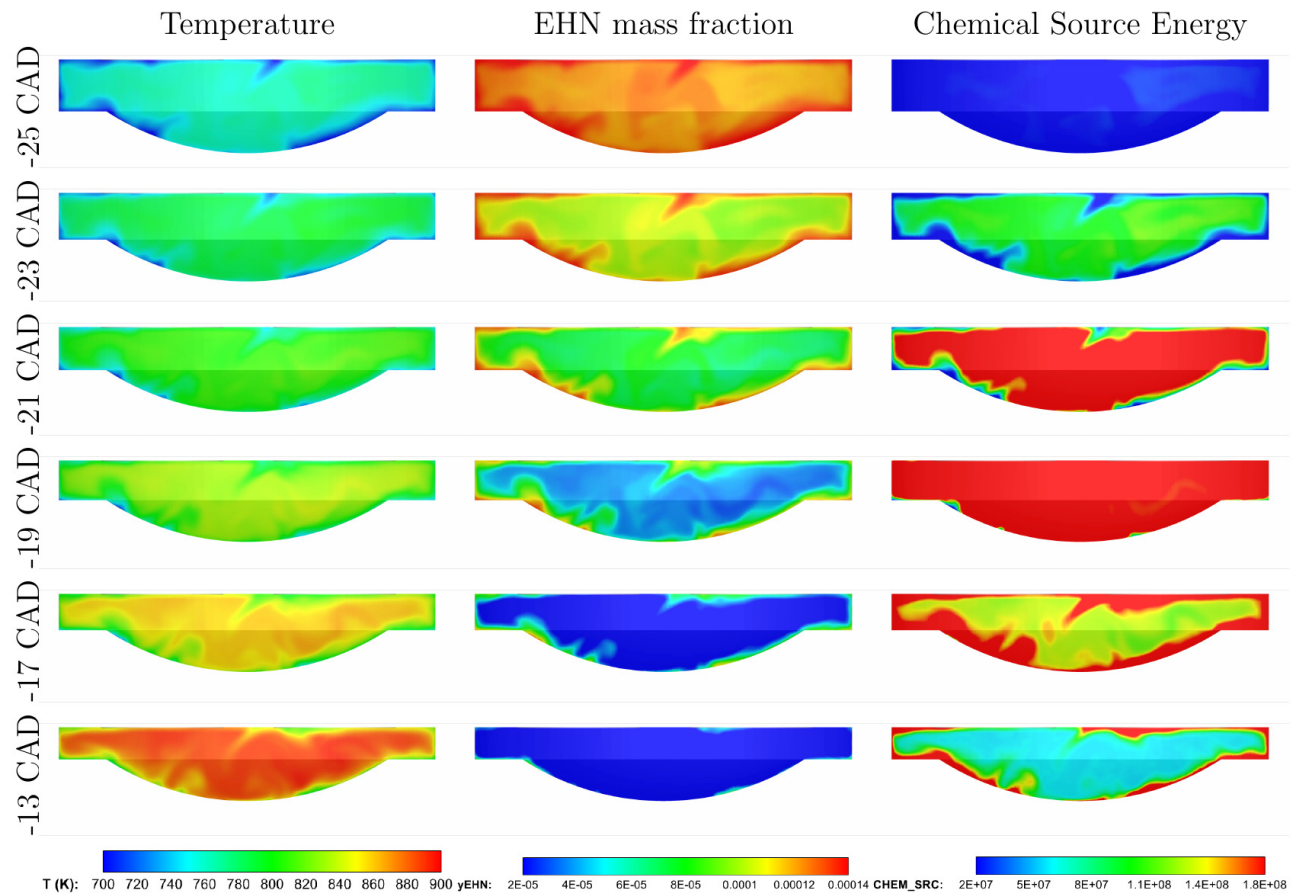 Temperature EHN mass fraction Chemical Source Energy
-25 CAD
-23 CAD
-21 CAD
-19 CAD
-17 CAD
-13 CAD
T (K): 700 720 740 760 780 800 820 840 860 880 900 yEHN: 2E-05 4E-05 6E-05 8E-05 0.0001 0.00012 0.00014 CHEM_SRC: 2E+07 5E+07 8E+07 1.1E+08 1.4E+08 1.8E+08